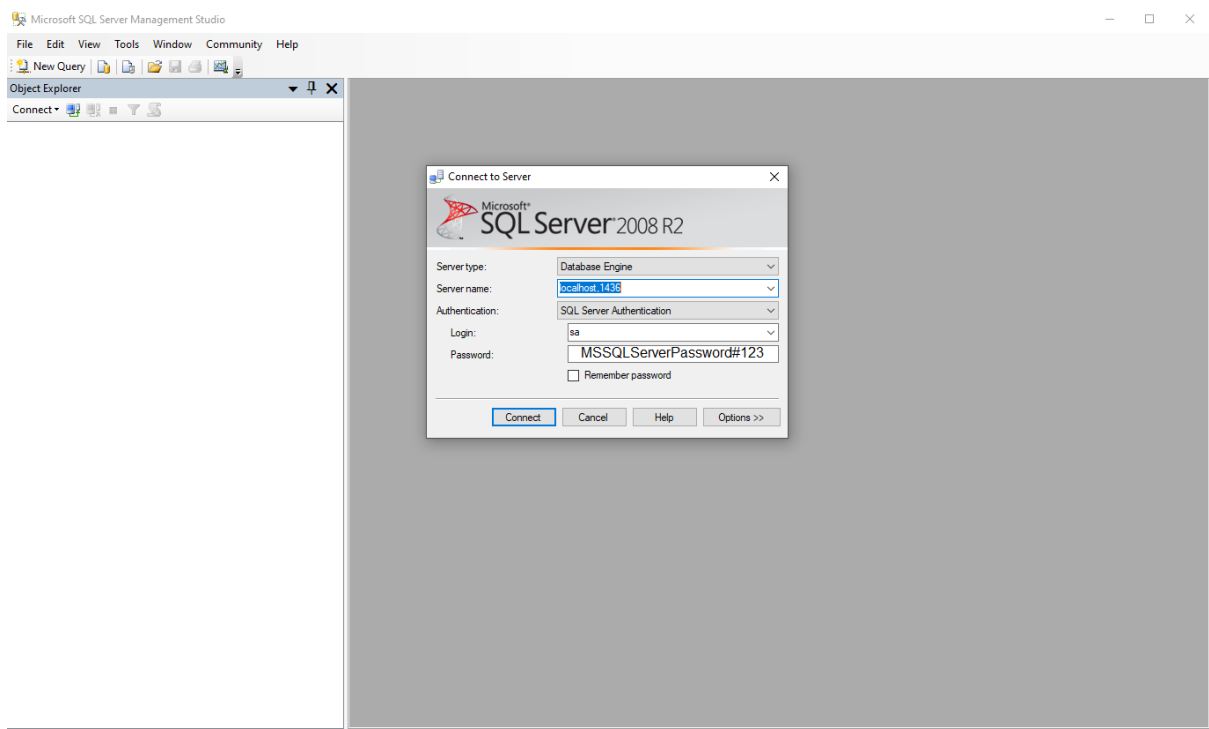 Microsoft SQL Server Management Studio
File Edit View Tools Window Community Help
New Query
Object Explorer
Connect
Connect to Server
Microsoft®
SQL Server® 2008 R2
Server type: Database Engine
Server name: localhost,1436
Authentication: SQL Server Authentication
Login: sa
Password: MSSQLServerPassword#123
Remember password
Connect Cancel Help Options >>